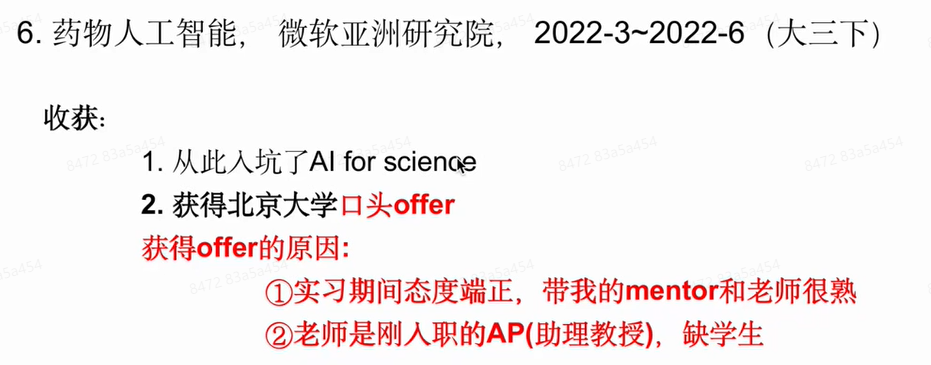 6. 药物人工智能， 微软亚洲研究院， 2022-3~2022-6（大三下）
收获:
1. 从此入坑了AI for science
2. 获得北京大学口头offer
获得offer的原因:
①实习期间态度端正，带我的mentor和老师很熟
②老师是刚入职的AP(助理教授)，缺学生
8472 83a5a454
8472 83a5a454
8472 83a5a454